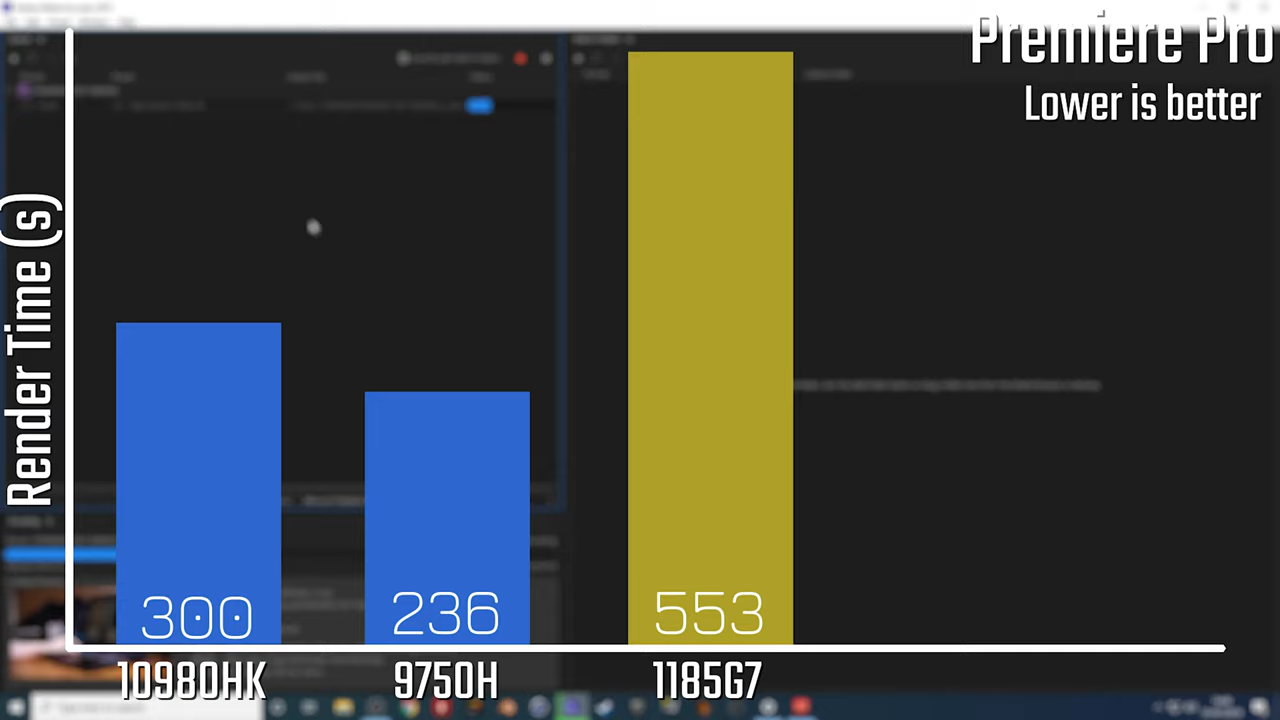 Premiere Pro
Lower is better
Render Time (s)
300
236
553
10980HK
9750H
1185G7